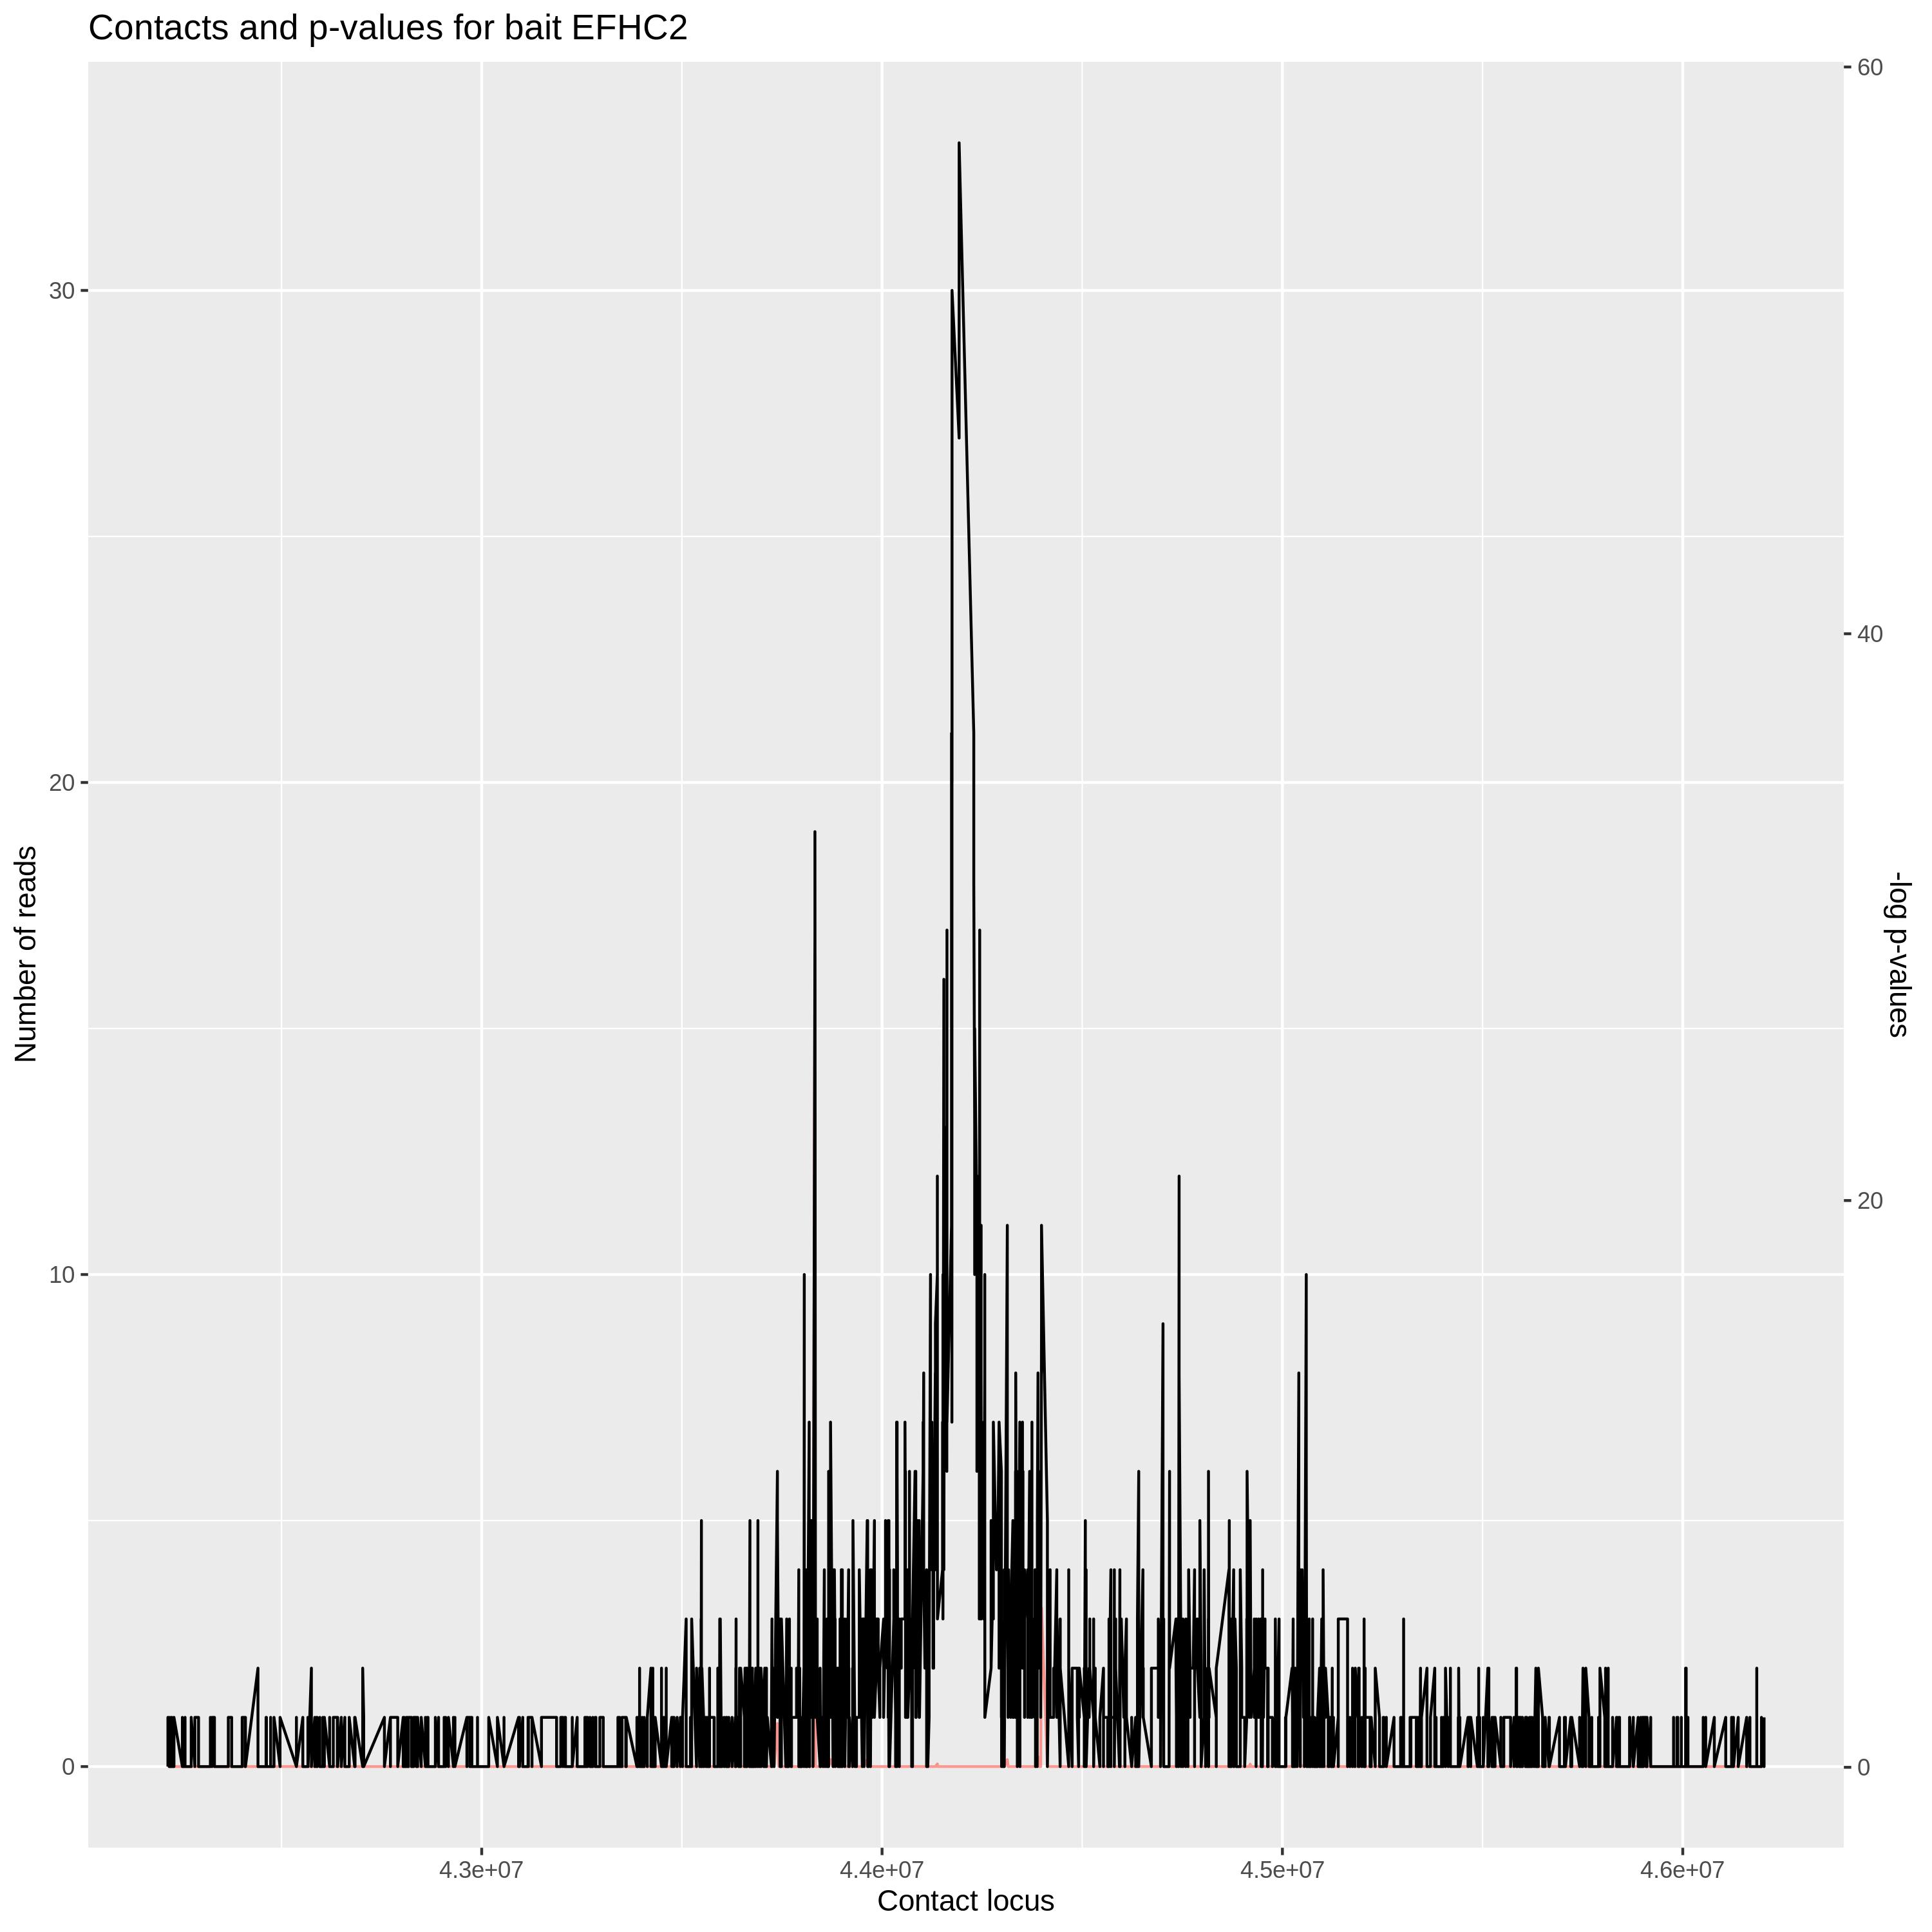 Contacts and p-values for bait EFHC2
60
30
40
20
20
10
0
0
Number of reads
-log p-values
4.3e+07
4.4e+07
4.5e+07
4.6e+07
Contact locus